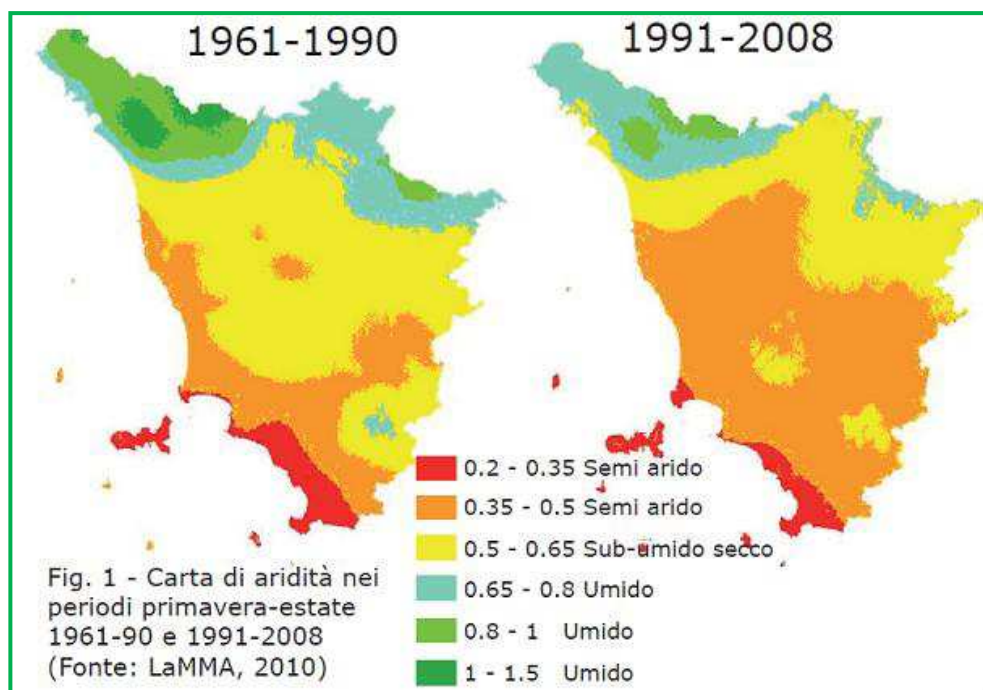 1961-1990
1991-2008
0.2 - 0.35 Semi arido
0.35 - 0.5 Semi arido
0.5 - 0.65 Sub-umido secco
0.65 - 0.8 Umido
0.8 - 1 Umido
1 - 1.5 Umido
Fig. 1 - Carta di aridità nei
periodi primavera-estate
1961-90 e 1991-2008
(Fonte: LaMMA, 2010)